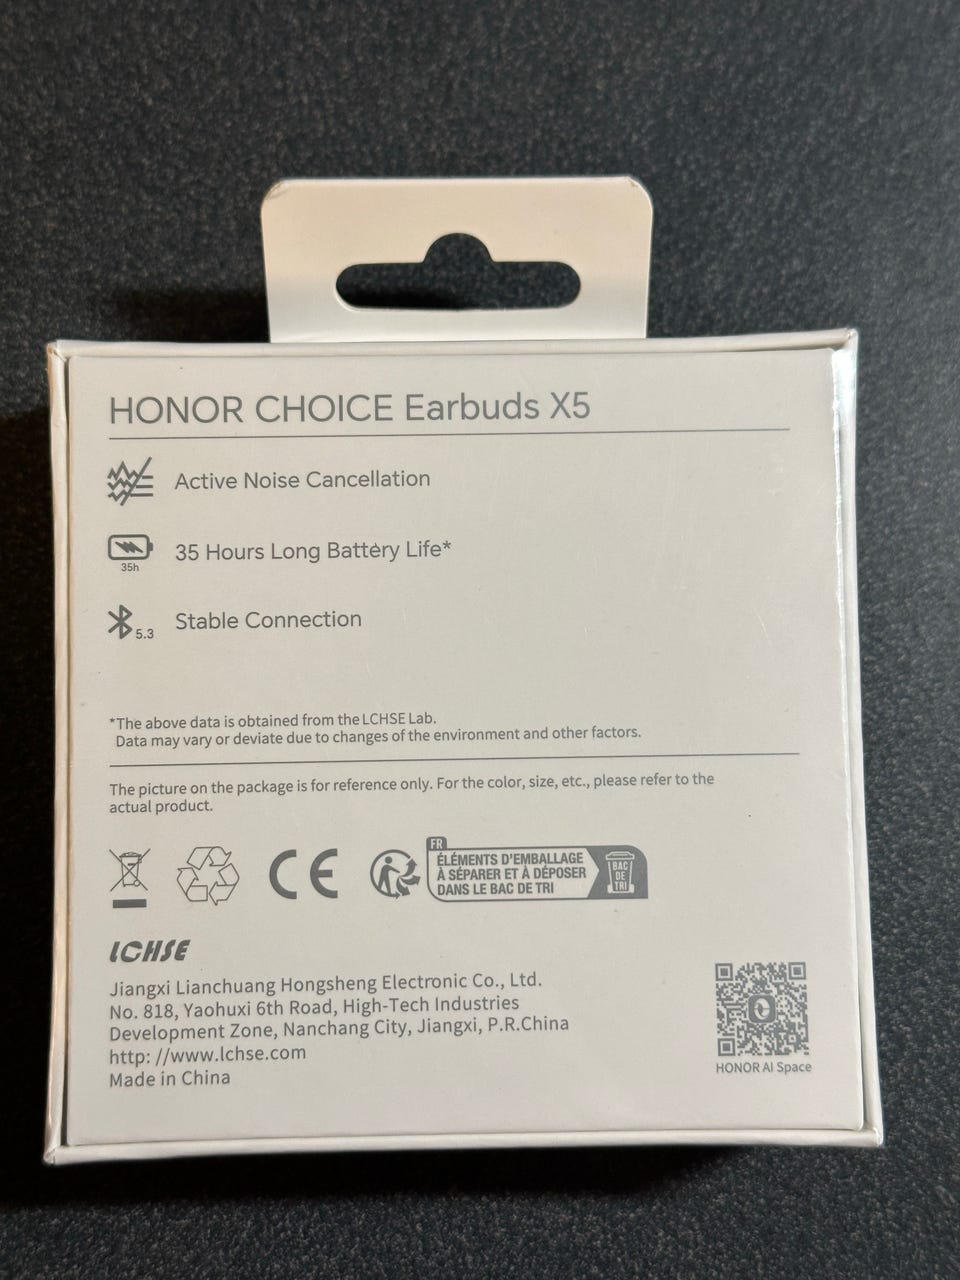 HONOR CHOICE Earbuds X5
Active Noise Cancellation
35h
35 Hours Long Battery Life*
5.3
Stable Connection
*The above data is obtained from the LCHSE Lab.
Data may vary or deviate due to changes of the environment and other factors.
The picture on the package is for reference only. For the color, size, etc., please refer to the
actual product.
CE
FR
ÉLÉMENTS D'EMBALLAGE
À SÉPARER ET À DÉPOSER
DANS LE BAC DE TRI
BAC
DE
TRI
LCHSE
Jiangxi Lianchuang Hongsheng Electronic Co., Ltd.
No. 818, Yaohuxi 6th Road, High-Tech Industries
Development Zone, Nanchang City, Jiangxi, P.R.China
http: //www.lchse.com
Made in China
HONOR AI Space